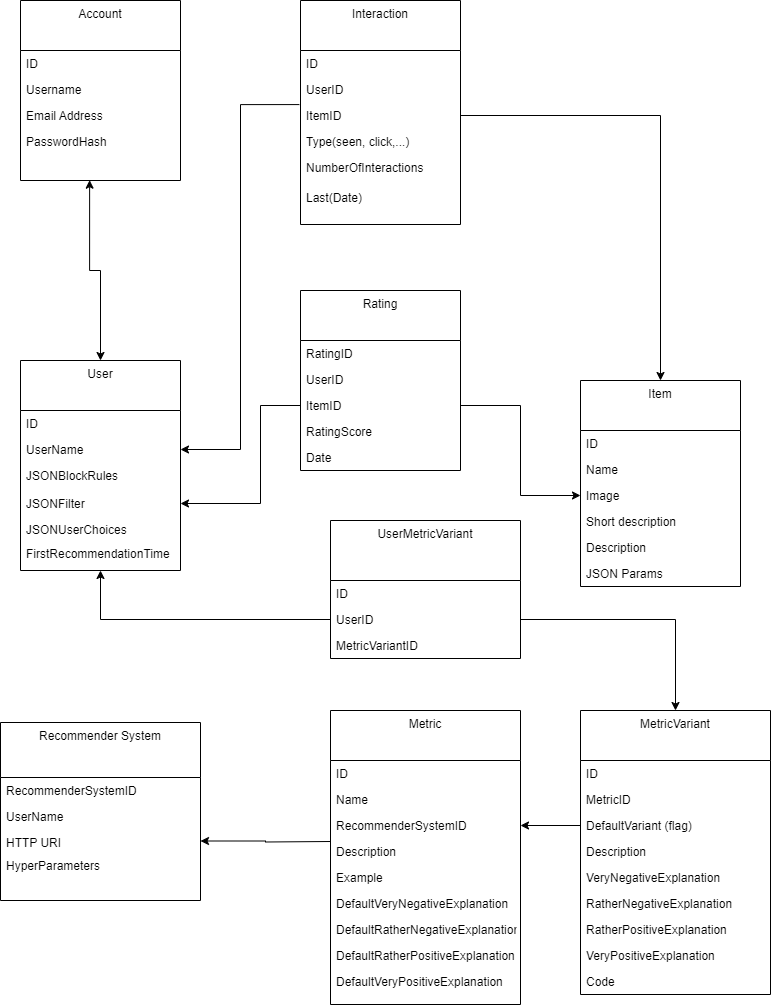 Account
ID
Username
Email Address
PasswordHash
Interaction
ID
UserID
ItemID
Type(seen, click,...)
NumberOfInteractions
Last(Date)
Rating
RatingID
UserID
ItemID
RatingScore
Date
User
ID
UserName
JSONBlockRules
JSONFilter
JSONUserChoices
FirstRecommendationTime
Item
ID
Name
Image
Short description
Description
JSON Params
UserMetricVariant
ID
UserID
MetricVariantID
Recommender System
RecommenderSystemID
UserName
HTTP URI
HyperParameters
Metric
ID
Name
RecommenderSystemID
Description
Example
DefaultVeryNegativeExplanation
DefaultRatherNegativeExplanation
DefaultRatherPositiveExplanation
DefaultVeryPositiveExplanation
MetricVariant
ID
MetricID
DefaultVariant (flag)
Description
VeryNegativeExplanation
RatherNegativeExplanation
RatherPositiveExplanation
VeryPositiveExplanation
Code